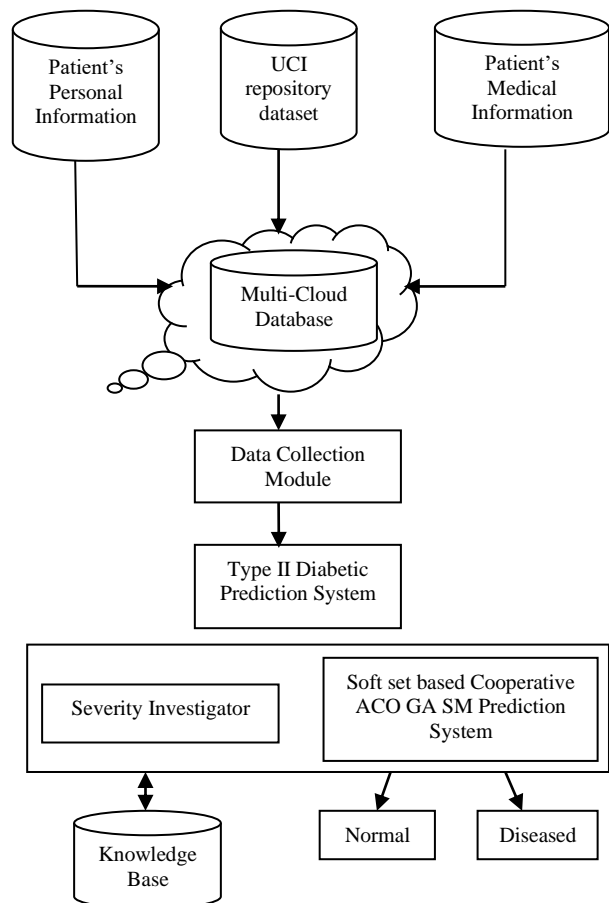 Patient's
Personal
Information
UCI
repository
dataset
Patient's
Medical
Information
Multi-Cloud
Database
Data Collection
Module
Type II Diabetic
Prediction System
Severity Investigator
Soft set based Cooperative
ACO GA SM Prediction
System
Normal
Diseased
Knowledge
Base